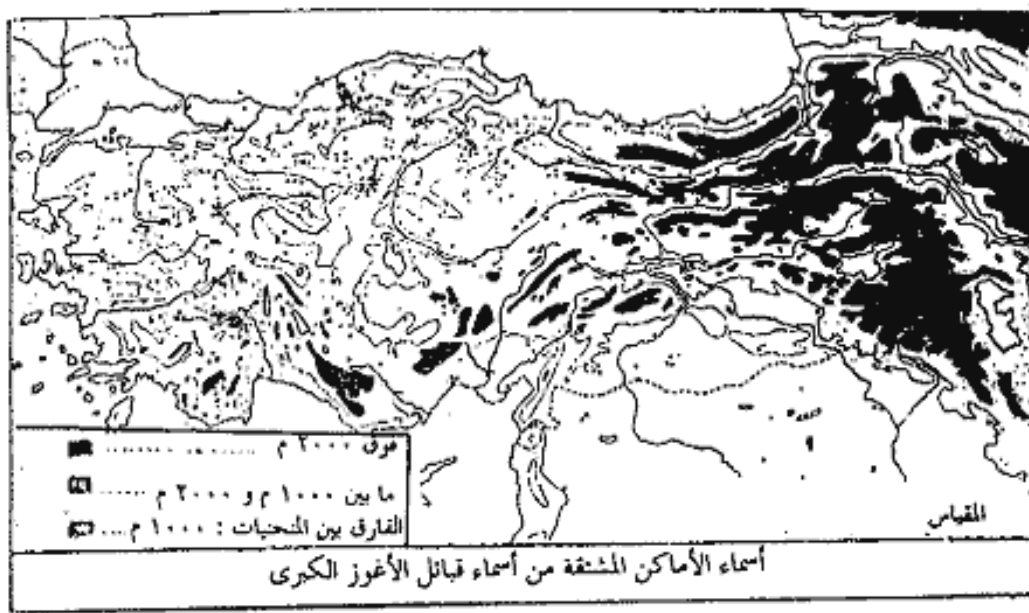 فوق ٢٠٠٠ م
ما بين ١٠٠٠ م و ٢٠٠٠ م
الفارق بين المنحنيات : ١٠٠٠ م
المقياس
أسماء الأماكن المشتقة من أسماء قبائل الأغوز الكبرى